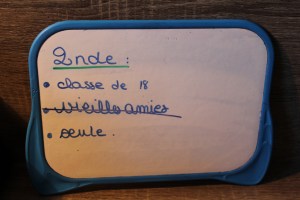 2nde :
• classe de 18
• vieilles amies
• seule.